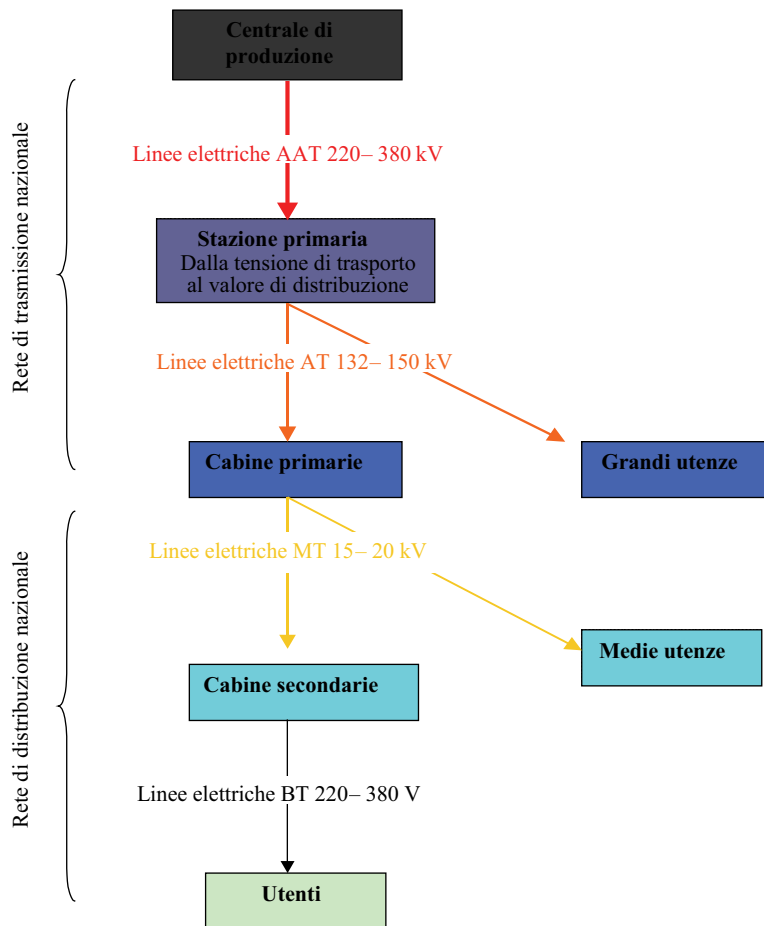 Centrale di
produzione
Rete di trasmissione nazionale
Linee elettriche AAT 220– 380 kV
Stazione primaria
Dalla tensione di trasporto
al valore di distribuzione
Linee elettriche AT 132– 150 kV
Cabine primarie
Grandi utenze
Rete di distribuzione nazionale
Linee elettriche MT 15– 20 kV
Medie utenze
Cabine secondarie
Linee elettriche BT 220– 380 V
Utenti